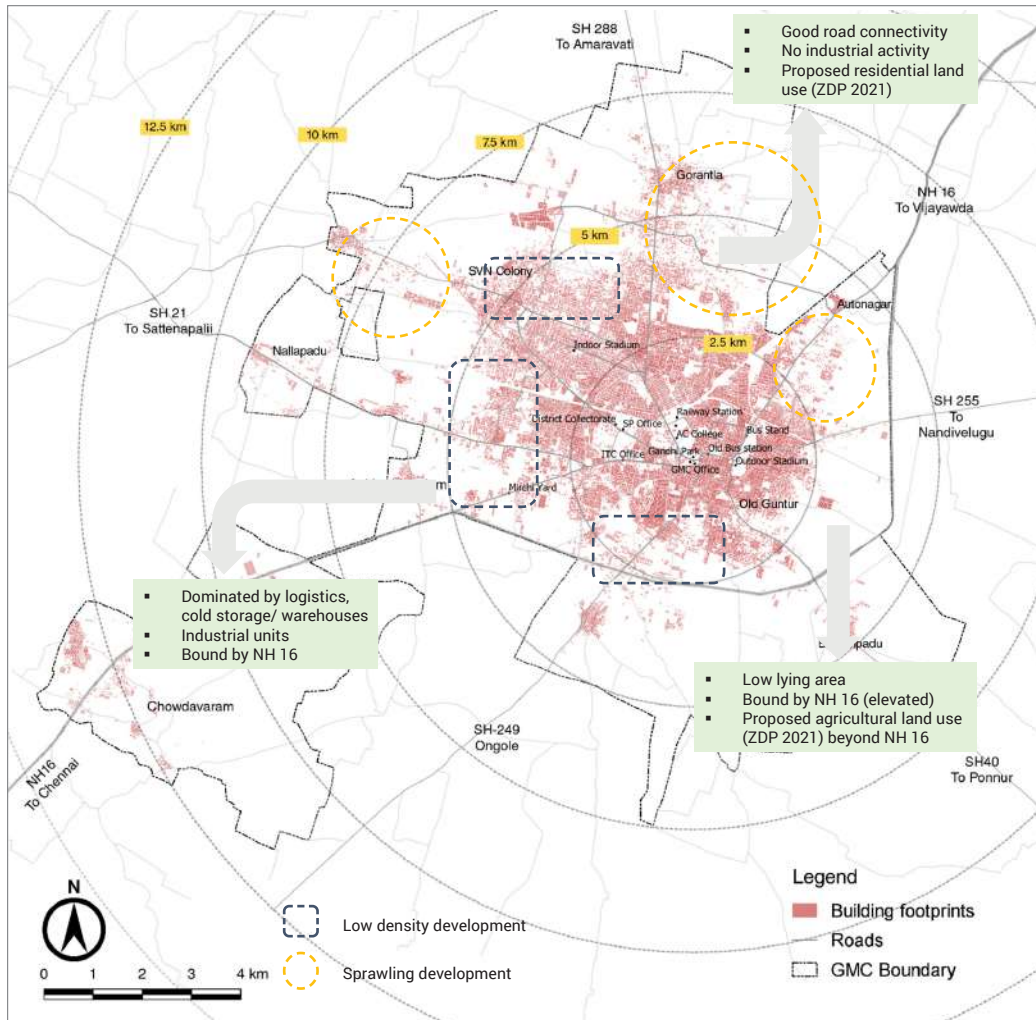 SH 288
To Amaravati
▪ Good road connectivity
▪ No industrial activity
▪ Proposed residential land
use (ZDP 2021)
12.5 km
10 km
7.5 km
Gorantla
NH 16
To Vijayawda
5 km
SVN Colony
Autonagar
SH 21
To Sattenapalli
Indoor Stadium
2.5 km
Nallapadu
SH 255
To
Nandivelugu
District Collectorate
SP Office
Railway Station
AC College
Bus Stand
ITC Office
Gandhi Park
Old Bus station
GMC Office
Outdoor Stadium
m
Mirchi Yard
Old Guntur
▪ Dominated by logistics,
cold storage/ warehouses
▪ Industrial units
▪ Bound by NH 16
padu
▪ Low lying area
▪ Bound by NH 16 (elevated)
▪ Proposed agricultural land use
(ZDP 2021) beyond NH 16
Chowdavaram
SH-249
Ongole
NH16
To Chennai
SH40
To Ponnur
N
0 1 2 3 4 km
Low density development
Sprawling development
Legend
Building footprints
Roads
GMC Boundary